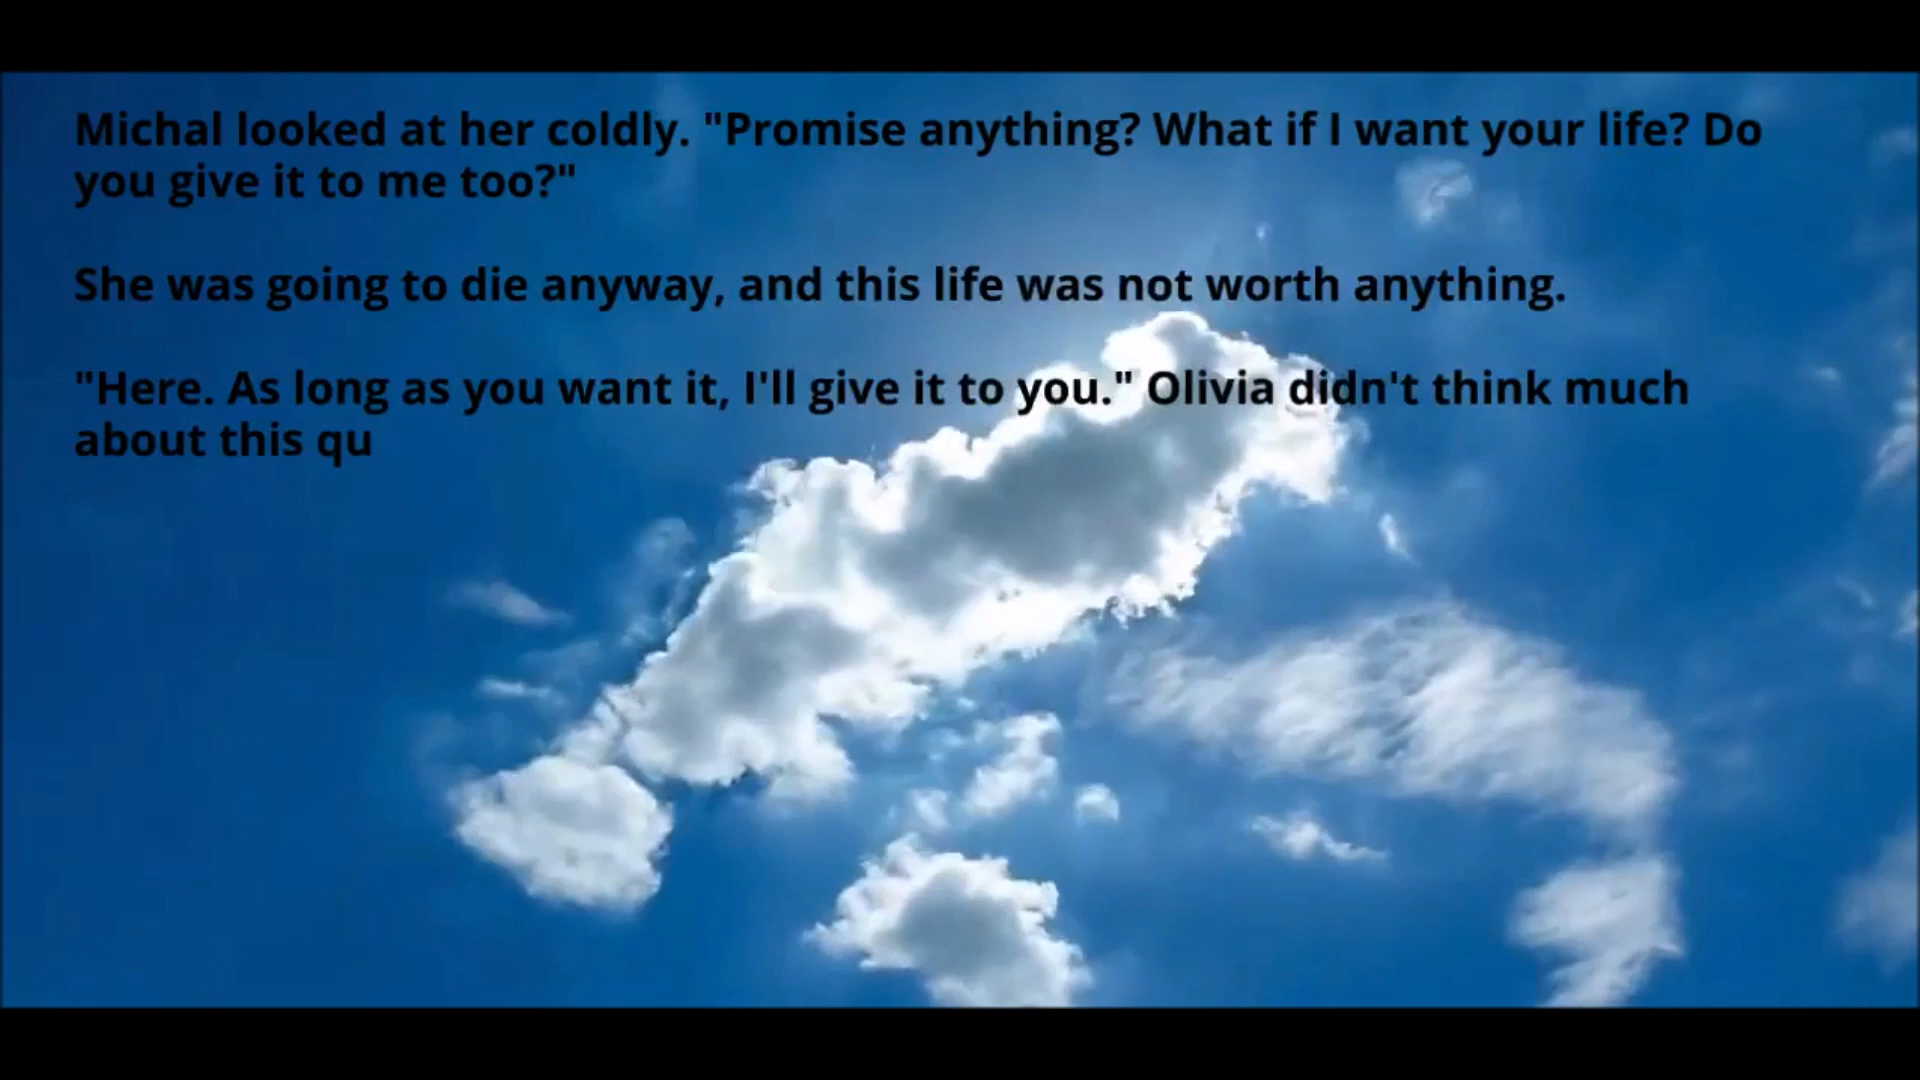 Michal looked at her coldly. "Promise anything? What if I want your life? Do
you give it to me too?"
She was going to die anyway, and this life was not worth anything.
"Here. As long as you want it, I'll give it to you." Olivia didn't think much
about this qu